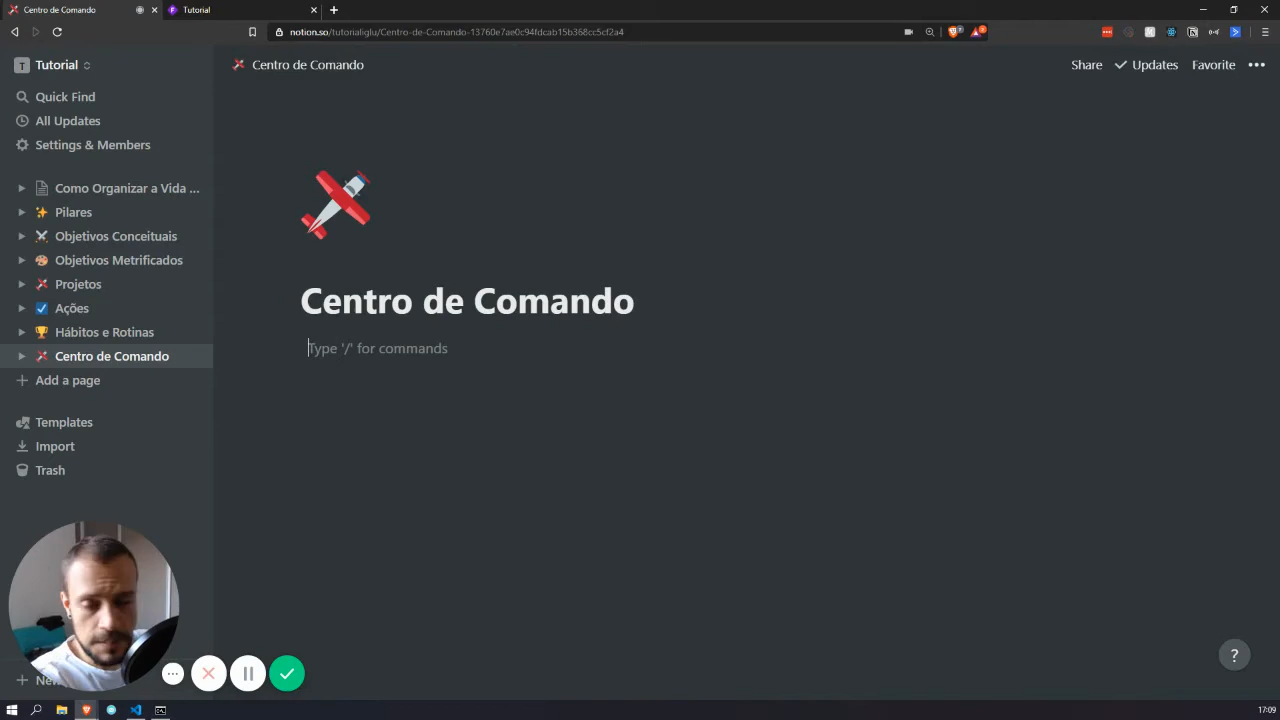 Centro de Comando
Tutorial
notion.so/tutorialiglu/Centro-de-Comando-13760e7ae0c94fdcab15b368cc5cf2a4
T Tutorial
Centro de Comando
Share
Updates
Favorite
Quick Find
All Updates
Settings & Members
Como Organizar a Vida ...
Pilares
Objetivos Conceituais
Objetivos Metrificados
Projetos
Ações
Hábitos e Rotinas
Centro de Comando
Add a page
Templates
Import
Trash
Centro de Comando
Type '/' for commands
?
17:09